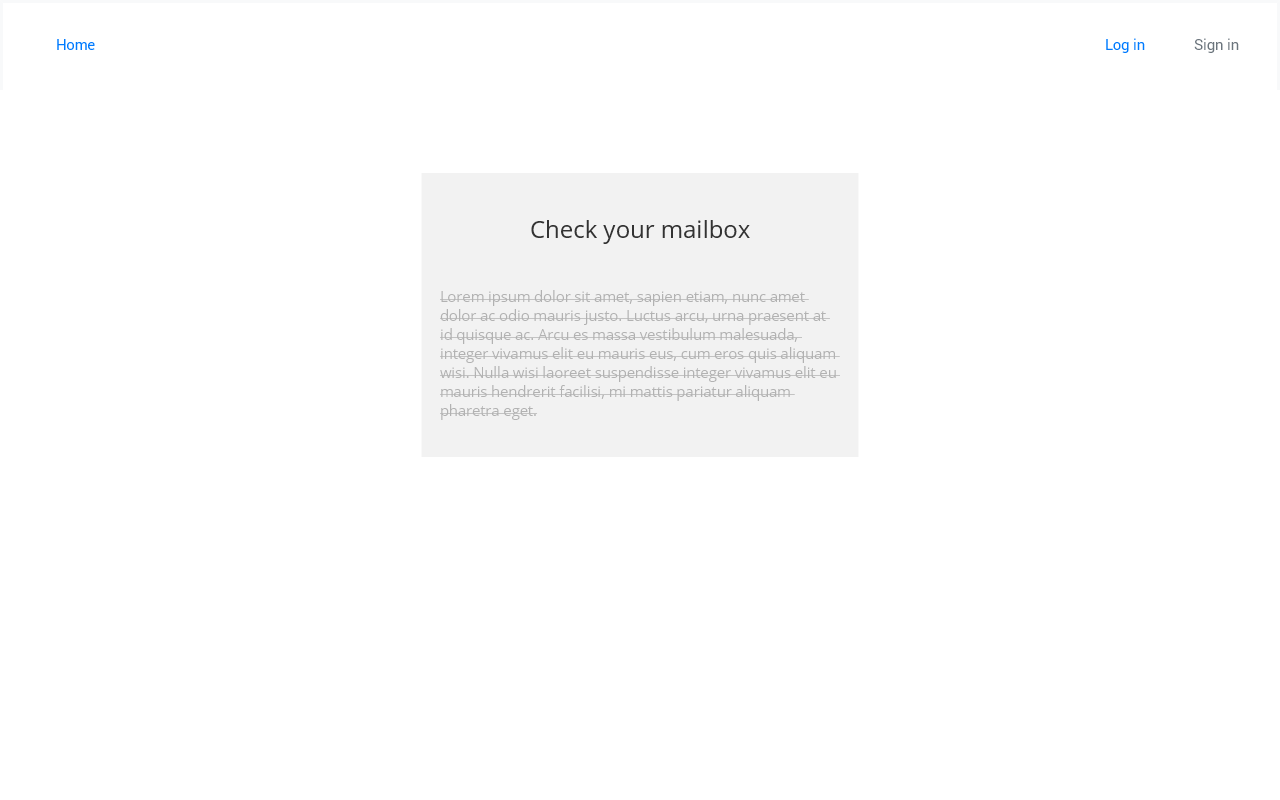 Home
Log in
Sign in
Check your mailbox
Lorem ipsum dolor sit amet, sapien etiam, nunc amet
dolor ac odio mauris justo. Luctus arcu, urna praesent at
id quisque ac. Arcu es massa vestibulum malesuada,
integer vivamus elit eu mauris eus, cum eros quis aliquam
wisi. Nulla wisi laoreet suspendisse integer vivamus elit eu
mauris hendrerit facilisi, mi mattis pariatur aliquam
pharetra eget.